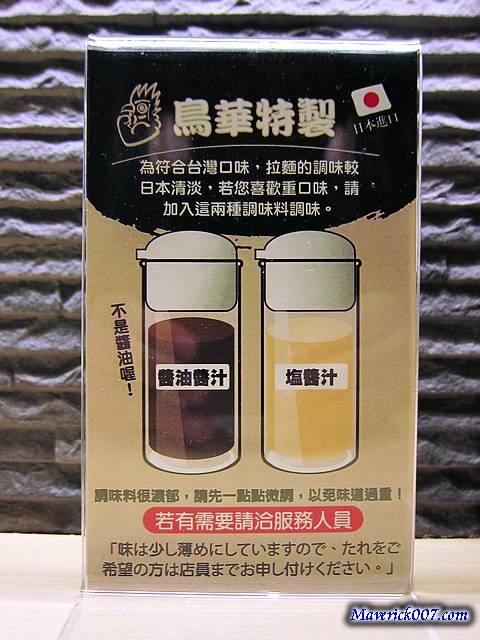 鳥華特製
日本進口
為符合台灣口味，拉麵的調味較
日本清淡，若您喜歡重口味，請
加入這兩種調味料調味。
不是醬油喔！
醬油醬汁
塩醬汁
調味料很濃郁，請先一點點微調，以免味道過重！
若有需要請洽服務人員
「味は少し薄めにしていますので、たれをご
希望の方は店員までお申し付けください。」
Maverick007.com